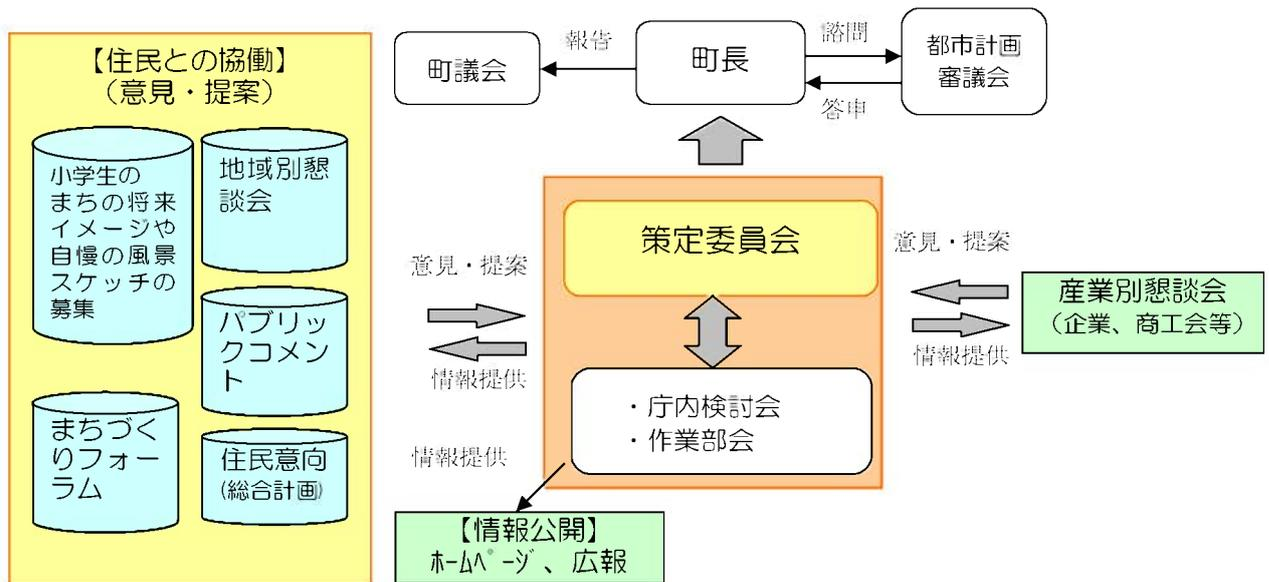 【住民との協働】
（意見・提案）
小学生の
まちの将来
イメージや
自慢の風景
スケッチの
募集
地域別懇
談会
パブリッ
クコメン
ト
まちづく
りフォー
ラム
住民意向
(総合計画)
町議会
報告
町長
諮問
答申
都市計画
審議会
策定委員会
意見・提案
情報提供
・庁内検討会
・作業部会
意見・提案
情報提供
産業別懇談会
（企業、商工会等）
情報提供
【情報公開】
ﾎｰﾑﾍﾟｰｼﾞ、広報